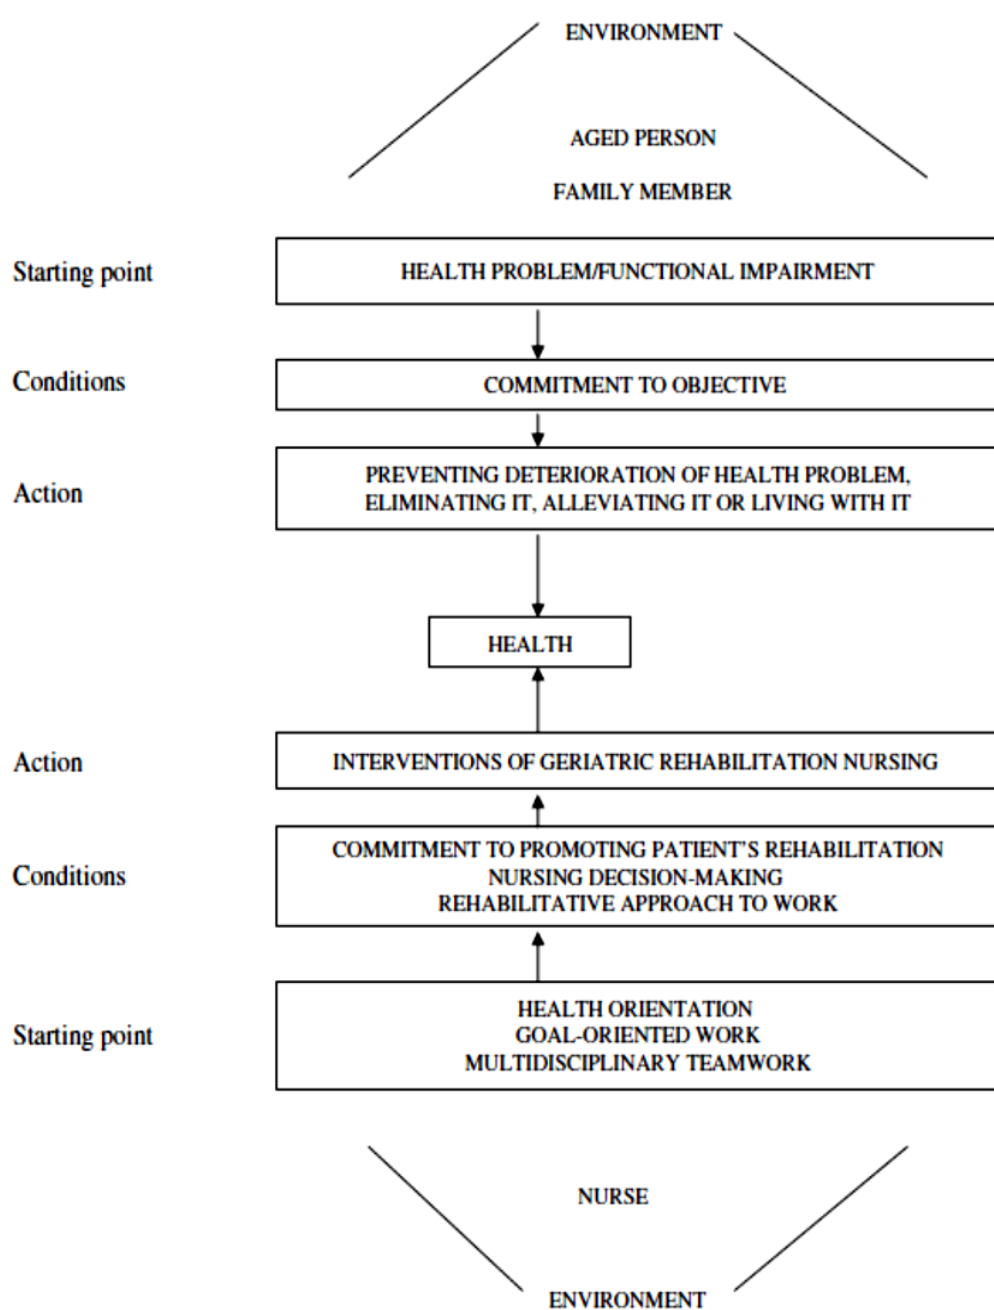 ENVIRONMENT
AGED PERSON
FAMILY MEMBER
Starting point
HEALTH PROBLEM/FUNCTIONAL IMPAIRMENT
Conditions
COMMITMENT TO OBJECTIVE
Action
PREVENTING DETERIORATION OF HEALTH PROBLEM,
ELIMINATING IT, ALLEVIATING IT OR LIVING WITH IT
HEALTH
Action
INTERVENTIONS OF GERIATRIC REHABILITATION NURSING
Conditions
COMMITMENT TO PROMOTING PATIENT'S REHABILITATION
NURSING DECISION-MAKING
REHABILITATIVE APPROACH TO WORK
Starting point
HEALTH ORIENTATION
GOAL-ORIENTED WORK
MULTIDISCIPLINARY TEAMWORK
NURSE
ENVIRONMENT